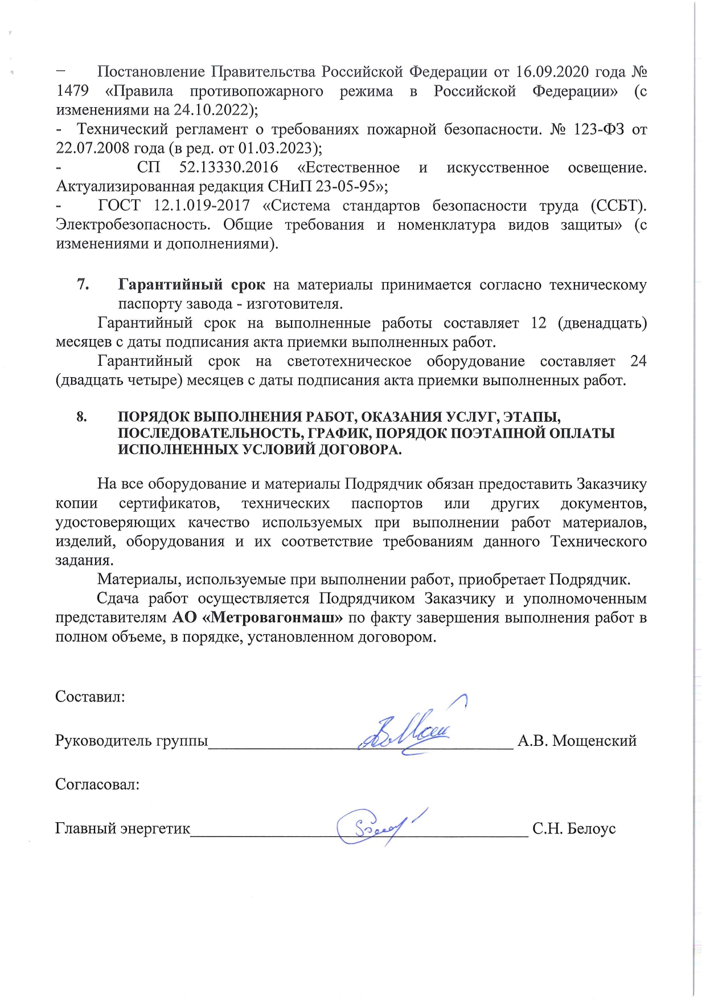 – Постановление Правительства Российской Федерации от 16.09.2020 года №
1479 «Правила противопожарного режима в Российской Федерации» (с
изменениями на 24.10.2022);
- Технический регламент о требованиях пожарной безопасности. № 123-ФЗ от
22.07.2008 года (в ред. от 01.03.2023);
- СП 52.13330.2016 «Естественное и искусственное освещение.
Актуализированная редакция СНиП 23-05-95»;
- ГОСТ 12.1.019-2017 «Система стандартов безопасности труда (ССБТ).
Электробезопасность. Общие требования и номенклатура видов защиты» (с
изменениями и дополнениями).
7. Гарантийный срок на материалы принимается согласно техническому
паспорту завода - изготовителя.
Гарантийный срок на выполненные работы составляет 12 (двенадцать)
месяцев с даты подписания акта приемки выполненных работ.
Гарантийный срок на светотехническое оборудование составляет 24
(двадцать четыре) месяцев с даты подписания акта приемки выполненных работ.
8. ПОРЯДОК ВЫПОЛНЕНИЯ РАБОТ, ОКАЗАНИЯ УСЛУГ, ЭТАПЫ,
ПОСЛЕДОВАТЕЛЬНОСТЬ, ГРАФИК, ПОРЯДОК ПОЭТАПНОЙ ОПЛАТЫ
ИСПОЛНЕННЫХ УСЛОВИЙ ДОГОВОРА.
На все оборудование и материалы Подрядчик обязан предоставить Заказчику
копии сертификатов, технических паспортов или других документов,
удостоверяющих качество используемых при выполнении работ материалов,
изделий, оборудования и их соответствие требованиям данного Технического
задания.
Материалы, используемые при выполнении работ, приобретает Подрядчик.
Сдача работ осуществляется Подрядчиком Заказчику и уполномоченным
представителям АО «Метровагонмаш» по факту завершения выполнения работ в
полном объеме, в порядке, установленном договором.
Составил:
Руководитель группы А.В. Мощенский
Согласовал:
Главный энергетик С.Н. Белоус